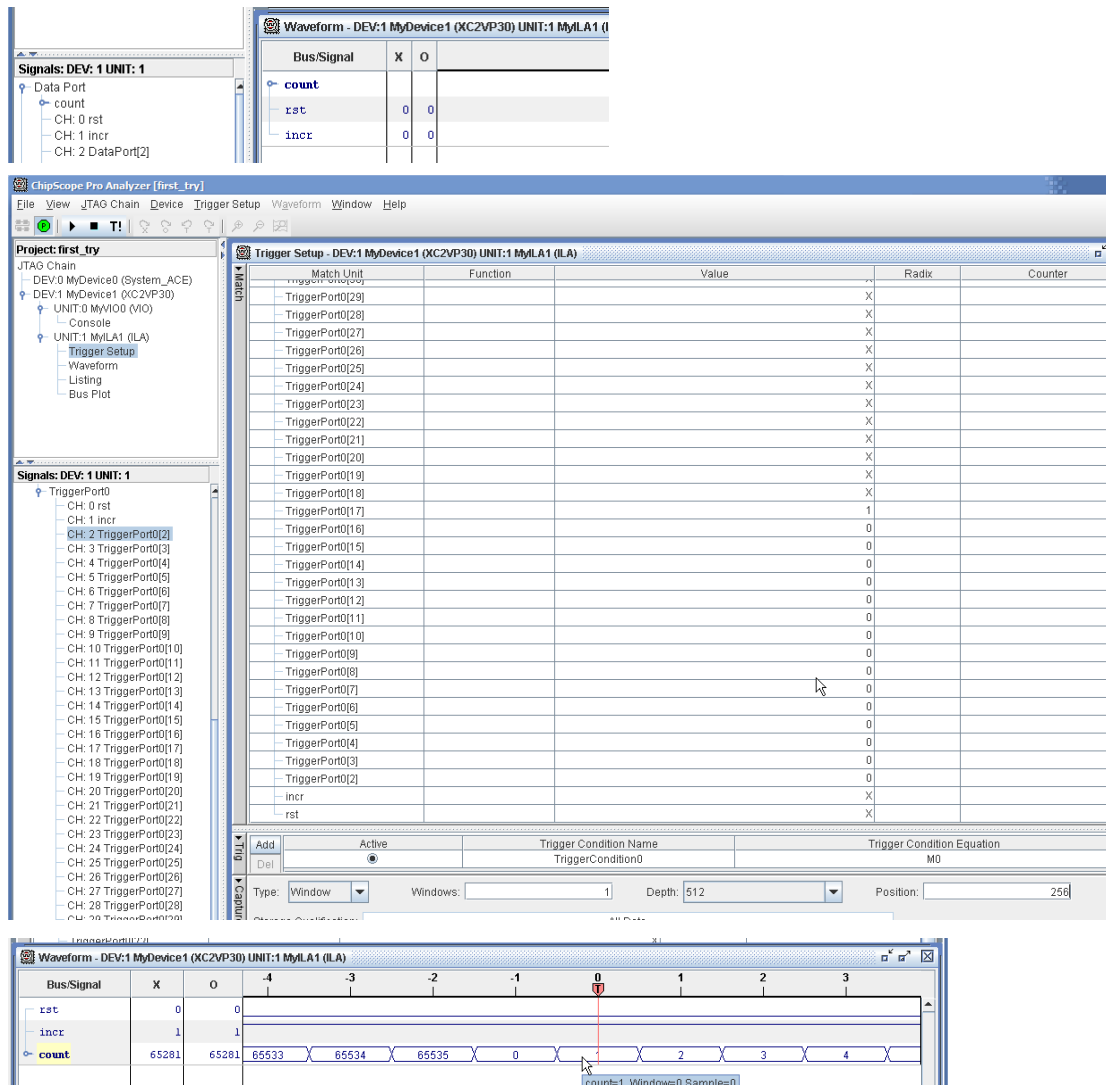 Waveform - DEV:1 MyDevice1 (XC2VP30) UNIT:1 MyILA1 (I
Bus/Signal X O
Signals: DEV: 1 UNIT: 1
Data Port
count
CH: 0 rst
CH: 1 incr
CH: 2 DataPort[2]
count
rst 0 0
incr 0 0
ChipScope Pro Analyzer [first_try]
File View JTAG Chain Device Trigger Setup Waveform Window Help
P T!
Project: first_try
JTAG Chain
DEV:0 MyDevice0 (System_ACE)
DEV:1 MyDevice1 (XC2VP30)
UNIT:0 MyVIO0 (VIO)
Console
UNIT:1 MyILA1 (ILA)
Trigger Setup
Waveform
Listing
Bus Plot
Signals: DEV: 1 UNIT: 1
TriggerPort0
CH: 0 rst
CH: 1 incr
CH: 2 TriggerPort0[2]
CH: 3 TriggerPort0[3]
CH: 4 TriggerPort0[4]
CH: 5 TriggerPort0[5]
CH: 6 TriggerPort0[6]
CH: 7 TriggerPort0[7]
CH: 8 TriggerPort0[8]
CH: 9 TriggerPort0[9]
CH: 10 TriggerPort0[10]
CH: 11 TriggerPort0[11]
CH: 12 TriggerPort0[12]
CH: 13 TriggerPort0[13]
CH: 14 TriggerPort0[14]
CH: 15 TriggerPort0[15]
CH: 16 TriggerPort0[16]
CH: 17 TriggerPort0[17]
CH: 18 TriggerPort0[18]
CH: 19 TriggerPort0[19]
CH: 20 TriggerPort0[20]
CH: 21 TriggerPort0[21]
CH: 22 TriggerPort0[22]
CH: 23 TriggerPort0[23]
CH: 24 TriggerPort0[24]
CH: 25 TriggerPort0[25]
CH: 26 TriggerPort0[26]
CH: 27 TriggerPort0[27]
CH: 28 TriggerPort0[28]
CH: 29 TriggerPort0[29]
Trigger Setup - DEV:1 MyDevice1 (XC2VP30) UNIT:1 MyILA1 (ILA)
Match
Match Unit Function Value Radix Counter
TriggerPort0[30] X
TriggerPort0[29] X
TriggerPort0[28] X
TriggerPort0[27] X
TriggerPort0[26] X
TriggerPort0[25] X
TriggerPort0[24] X
TriggerPort0[23] X
TriggerPort0[22] X
TriggerPort0[21] X
TriggerPort0[20] X
TriggerPort0[19] X
TriggerPort0[18] X
TriggerPort0[17] 1
TriggerPort0[16] 0
TriggerPort0[15] 0
TriggerPort0[14] 0
TriggerPort0[13] 0
TriggerPort0[12] 0
TriggerPort0[11] 0
TriggerPort0[10] 0
TriggerPort0[9] 0
TriggerPort0[8] 0
TriggerPort0[7] 0
TriggerPort0[6] 0
TriggerPort0[5] 0
TriggerPort0[4] 0
TriggerPort0[3] 0
TriggerPort0[2] 0
incr X
rst X
Trig
Add Active Trigger Condition Name Trigger Condition Equation
Del TriggerCondition0 M0
Captur
Type: Window Windows: 1 Depth: 512 Position: 256
Storage Qualification: All Data
TriggerPort0[22] X
Waveform - DEV:1 MyDevice1 (XC2VP30) UNIT:1 MyILA1 (ILA)
Bus/Signal X O -4 -3 -2 -1 0 1 2 3
T
rst 0 0
incr 1 1
count 65281 65281 65533 65534 65535 0 1 2 3 4
count=1 Window=0 Sample=0